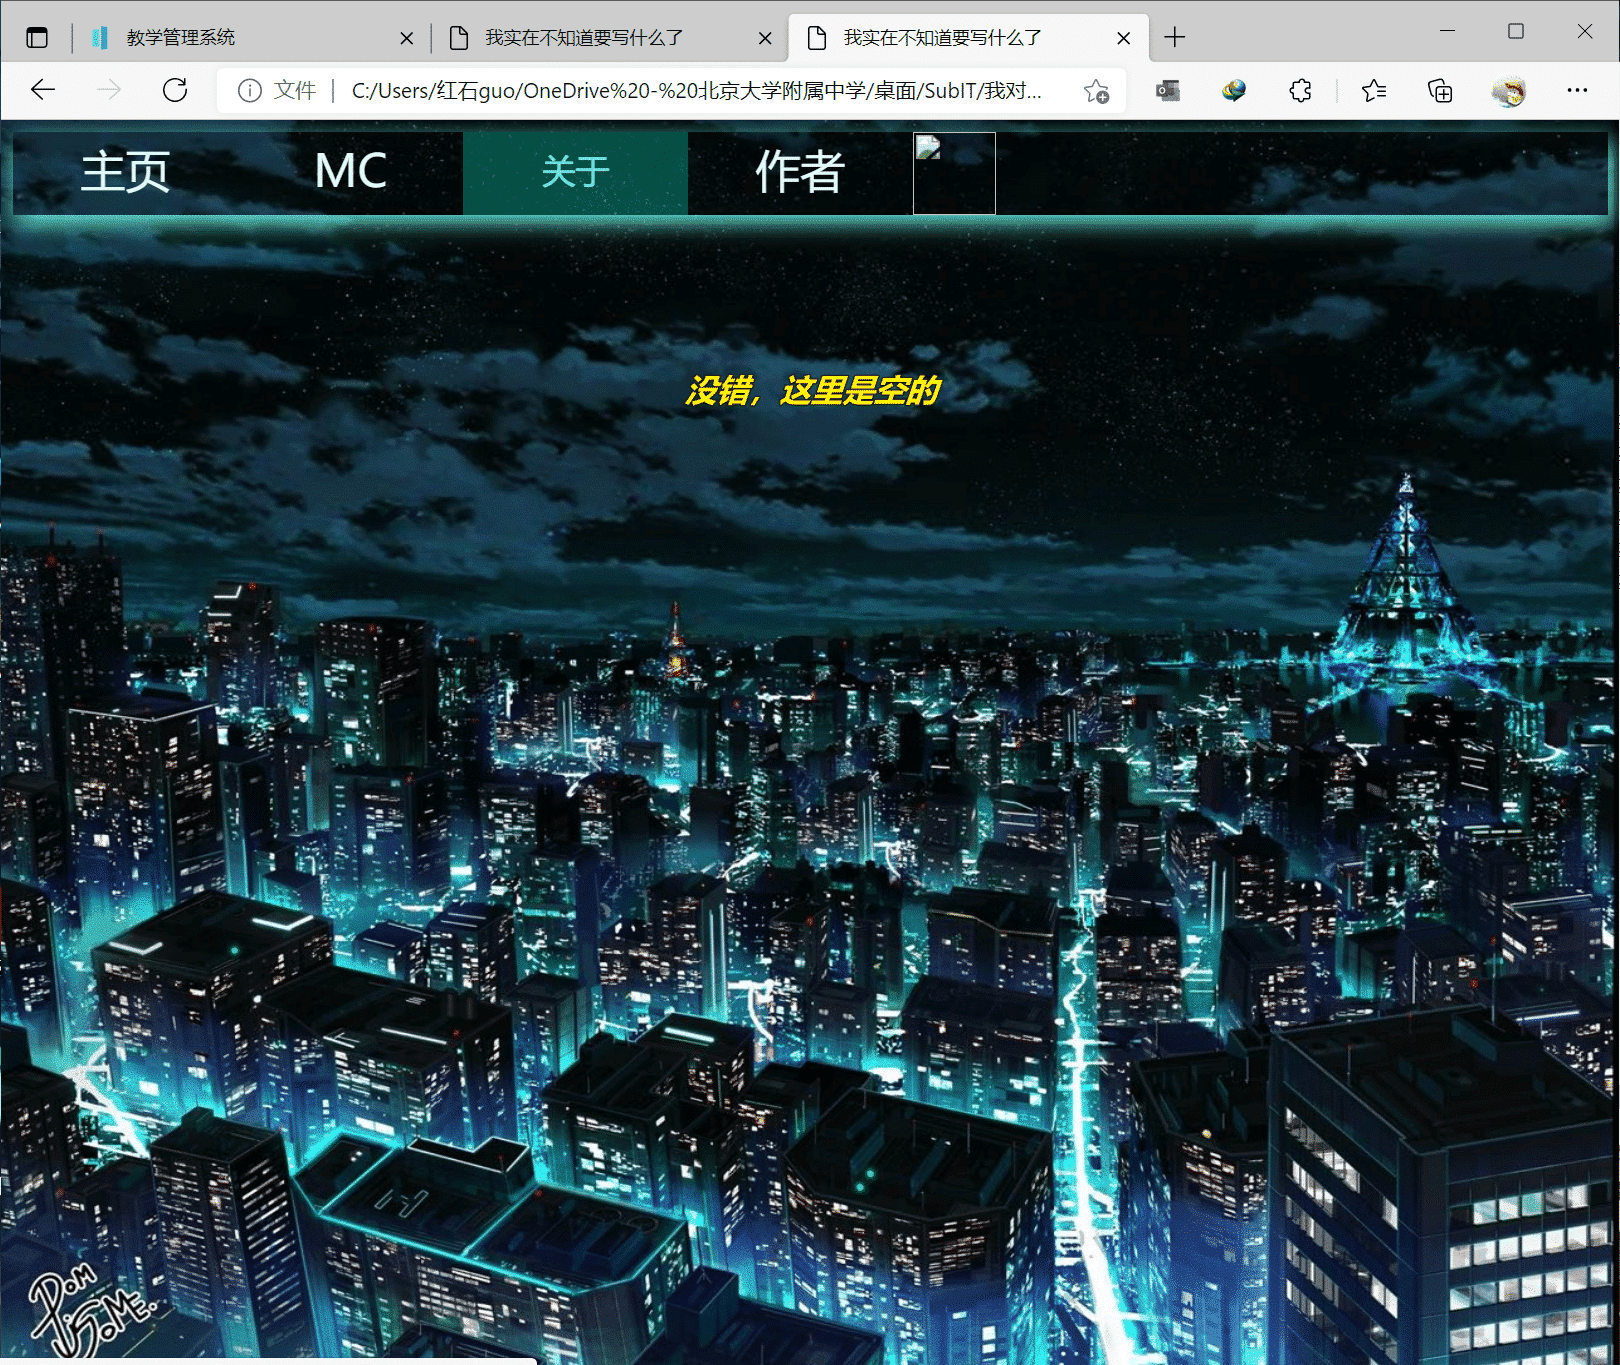 教学管理系统
我实在不知道要写什么了
我实在不知道要写什么了
文件
C:/Users/红石guo/OneDrive%20-%20北京大学附属中学/桌面/SubIT/我对...
主页
MC
关于
作者
没错，这里是空的
POM
iSOME.